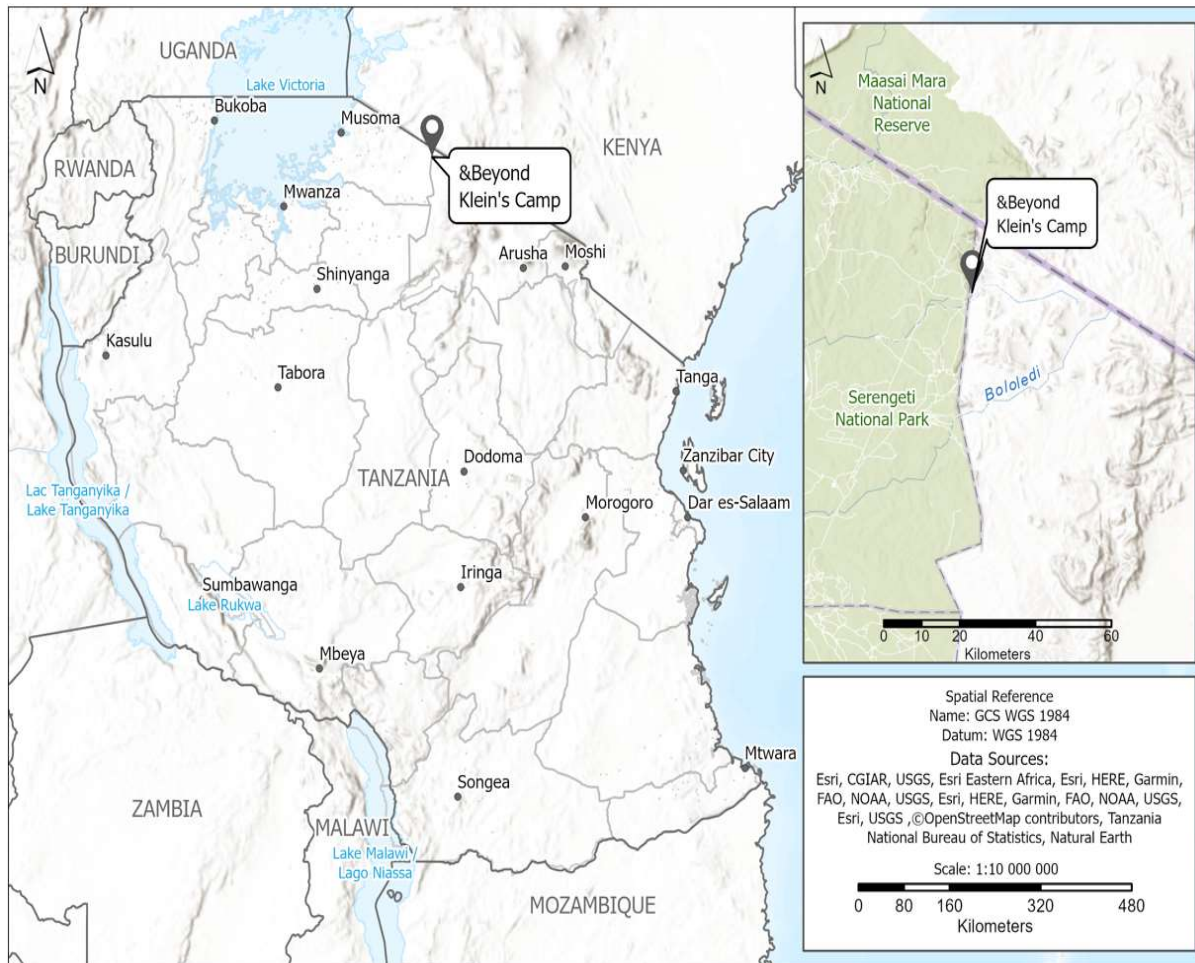 UGANDA
Lake Victoria
N
Bukoba
Musoma
KENYA
RWANDA
&Beyond
Klein's Camp
Mwanza
BURUNDI
Arusha
Moshi
Shinyanga
Kasulu
Tabora
Tanga
TANZANIA
Dodoma
Zanzibar City
Lac Tanganyika /
Lake Tanganyika
Morogoro
Dar es-Salaam
Sumbawanga
Lake Rukwa
Iringa
Mbeya
Mtwara
Songea
ZAMBIA
MALAWI
Lake Malawi /
Lago Niassa
MOZAMBIQUE
N
Maasai Mara
National
Reserve
&Beyond
Klein's Camp
Bololedi
Serengeti
National Park
0 10 20 40 60
Kilometers
Spatial Reference
Name: GCS WGS 1984
Datum: WGS 1984
Data Sources:
Esri, CGIAR, USGS, Esri Eastern Africa, Esri, HERE, Garmin,
FAO, NOAA, USGS, Esri, HERE, Garmin, FAO, NOAA, USGS,
Esri, USGS ,©OpenStreetMap contributors, Tanzania
National Bureau of Statistics, Natural Earth
Scale: 1:10 000 000
0 80 160 320 480
Kilometers